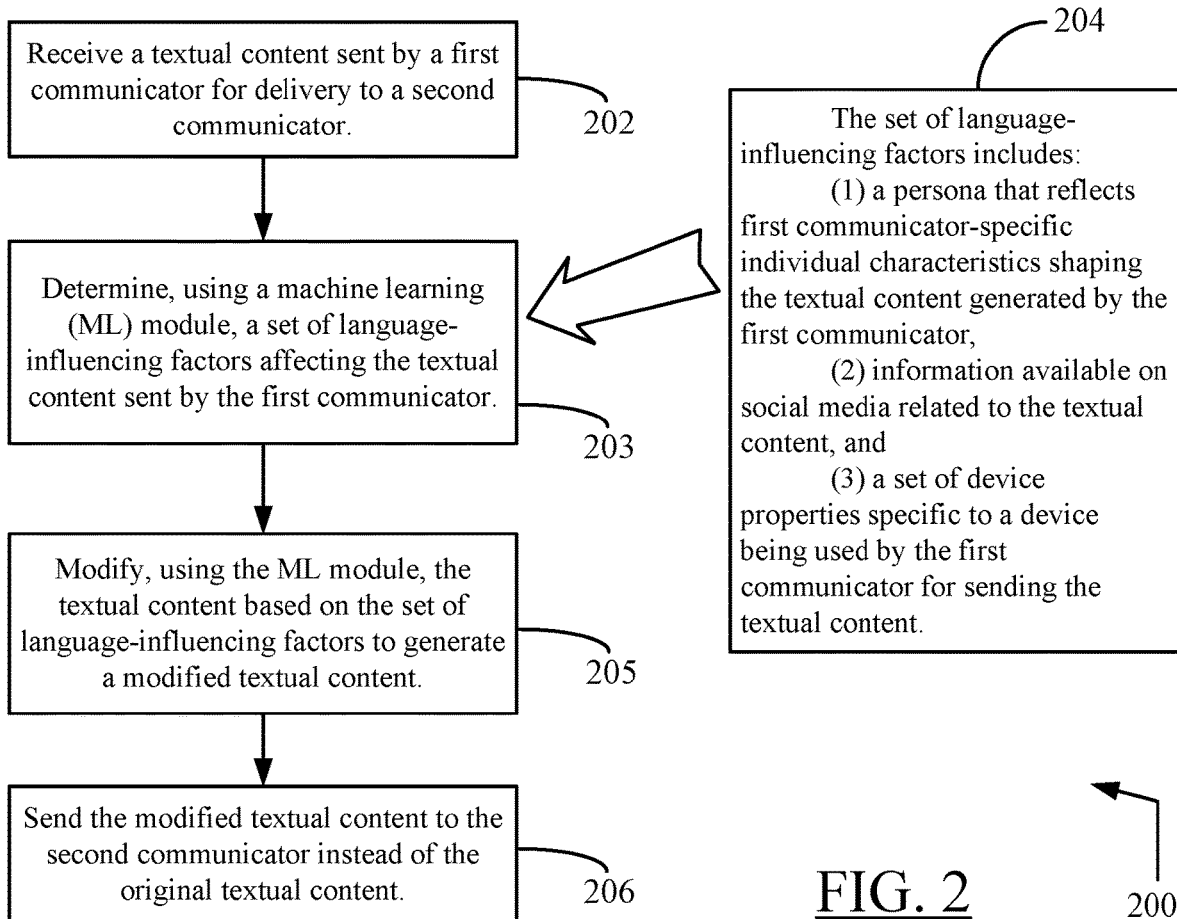 Receive a textual content sent by a first
communicator for delivery to a second
communicator.
202
Determine, using a machine learning
(ML) module, a set of language-
influencing factors affecting the textual
content sent by the first communicator.
203
204
The set of language-
influencing factors includes:
(1) a persona that reflects
first communicator-specific
individual characteristics shaping
the textual content generated by the
first communicator,
(2) information available on
social media related to the textual
content, and
(3) a set of device
properties specific to a device
being used by the first
communicator for sending the
textual content.
Modify, using the ML module, the
textual content based on the set of
language-influencing factors to generate
a modified textual content.
205
Send the modified textual content to the
second communicator instead of the
original textual content.
206
FIG. 2
200